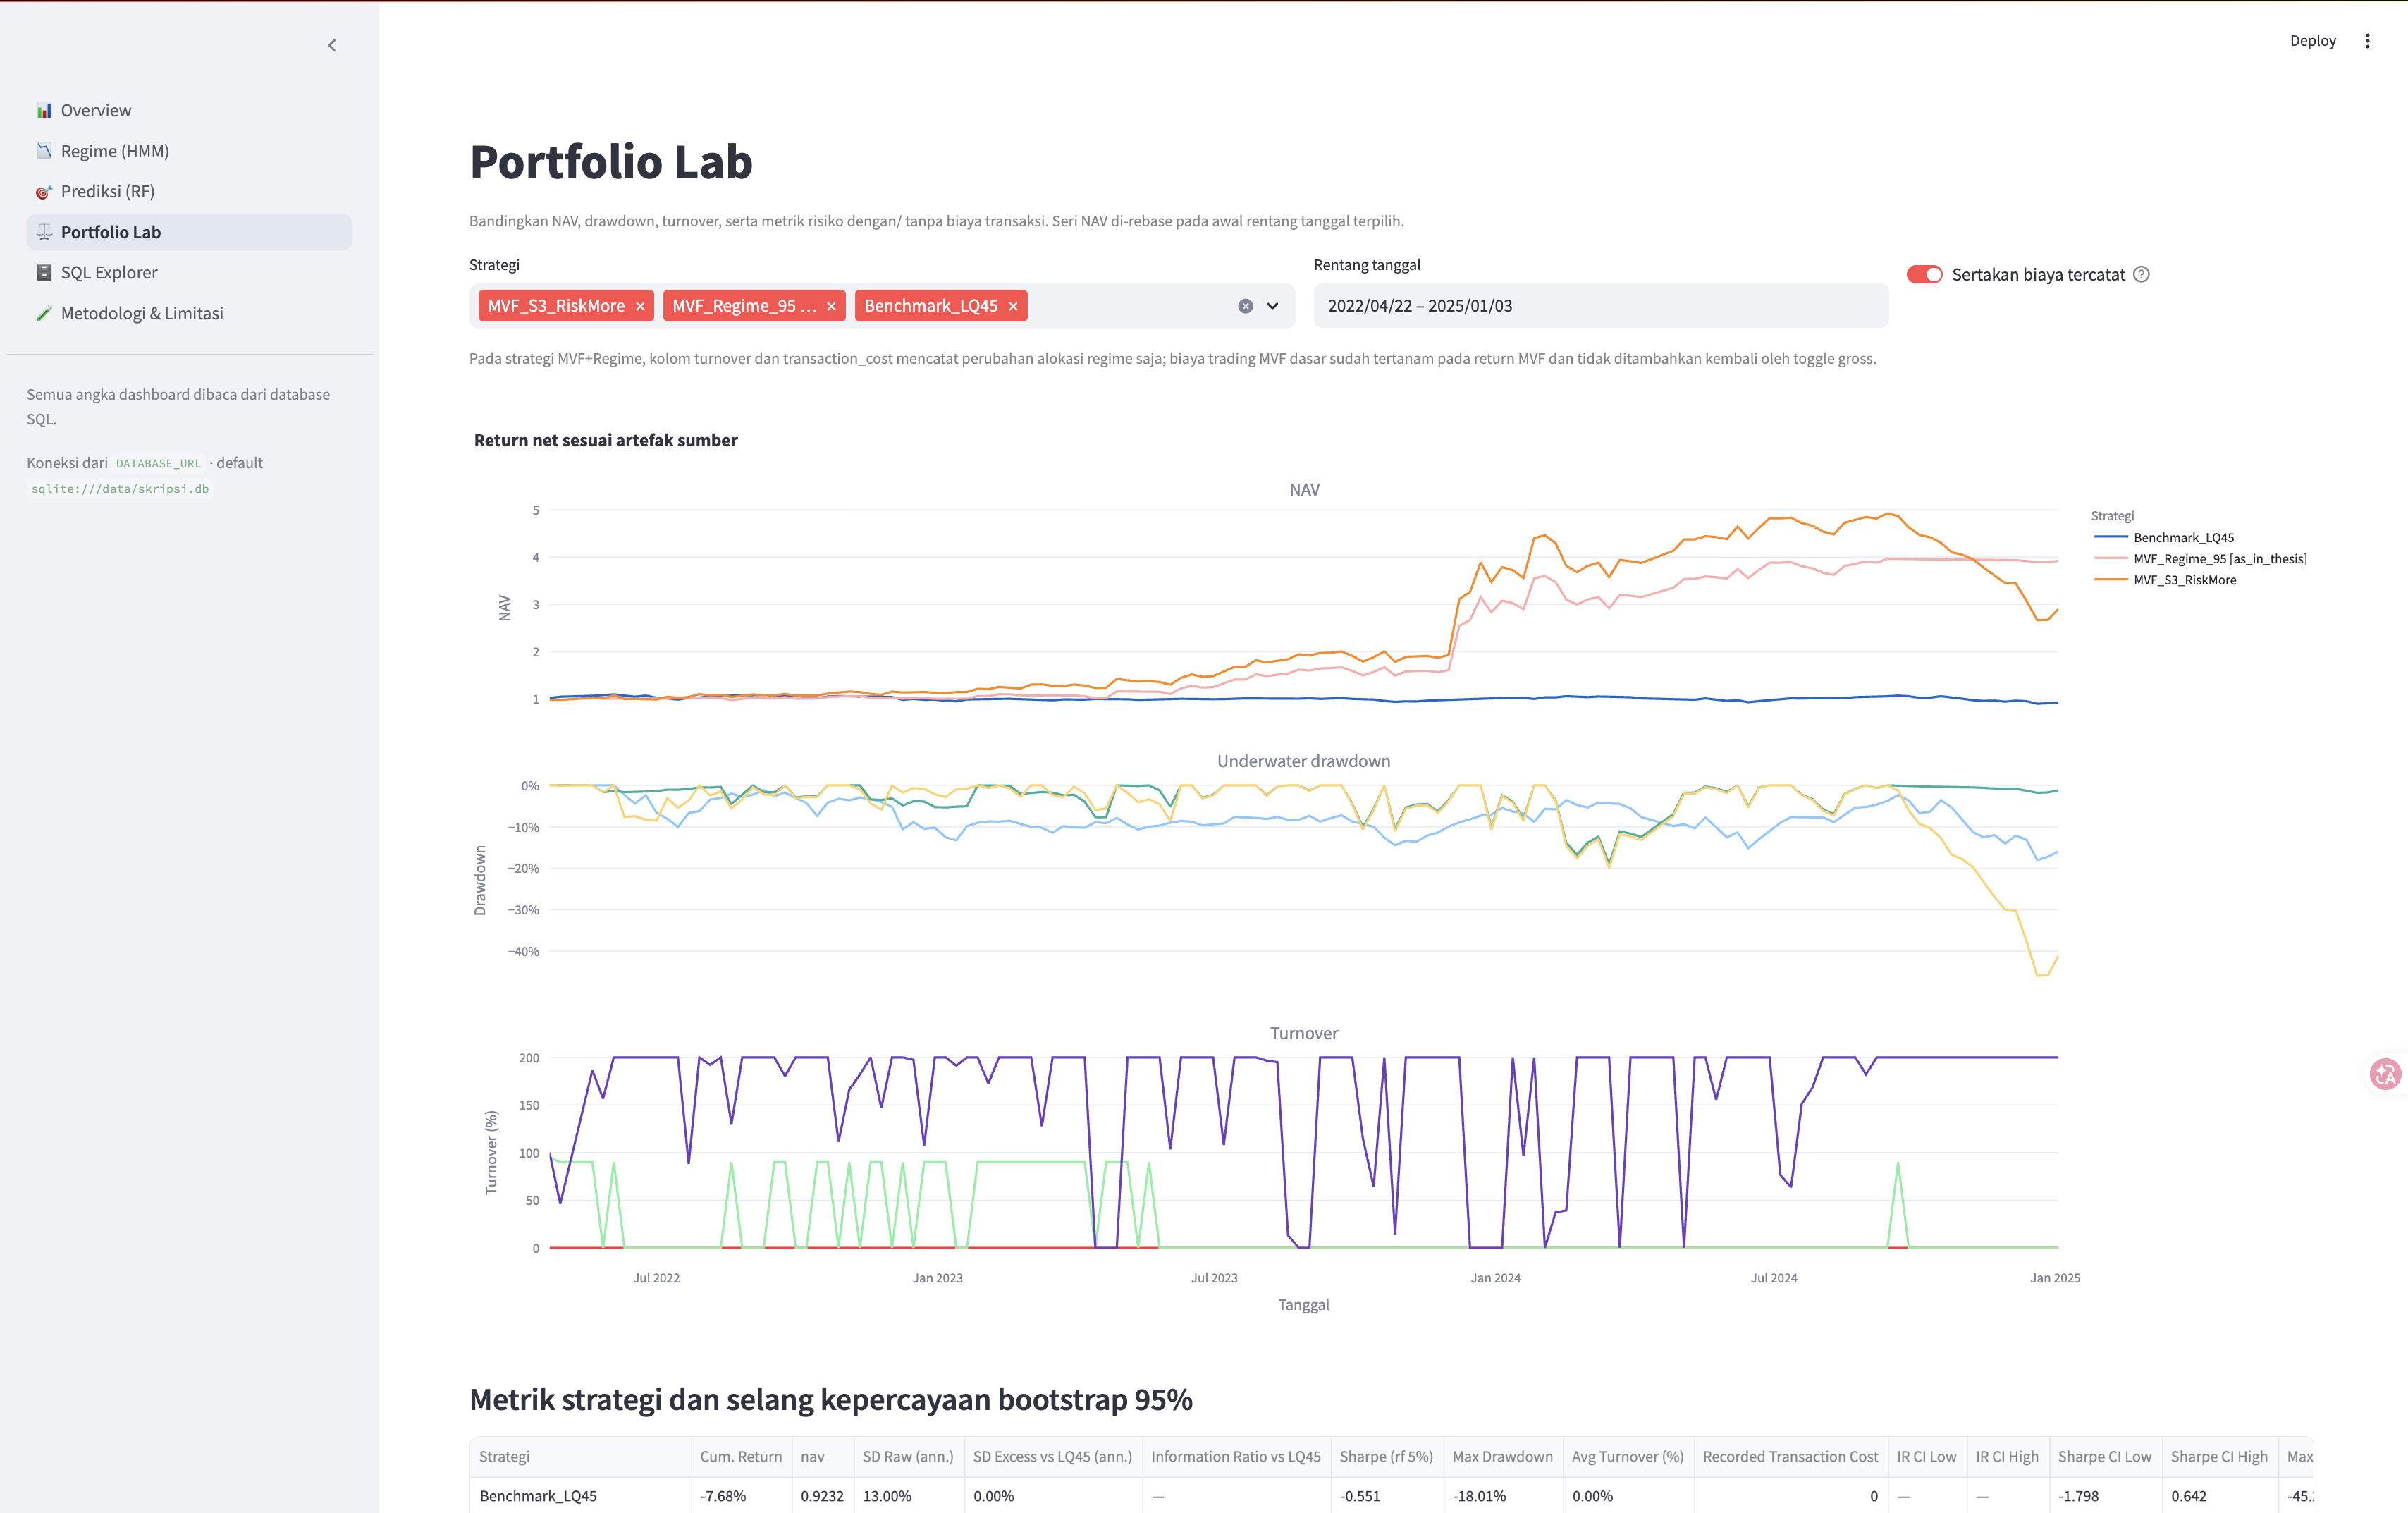 Deploy
Overview
Regime (HMM)
Prediksi (RF)
Portfolio Lab
SQL Explorer
Metodologi & Limitasi
Semua angka dashboard dibaca dari database
SQL.
Koneksi dari DATABASE_URL · default
sqlite:///data/skripsi.db
Portfolio Lab
Bandingkan NAV, drawdown, turnover, serta metrik risiko dengan/ tanpa biaya transaksi. Seri NAV di-rebase pada awal rentang tanggal terpilih.
Strategi
MVF_S3_RiskMore
MVF_Regime_95 ...
Benchmark_LQ45
Rentang tanggal
2022/04/22 – 2025/01/03
Sertakan biaya tercatat
Pada strategi MVF+Regime, kolom turnover dan transaction_cost mencatat perubahan alokasi regime saja; biaya trading MVF dasar sudah tertanam pada return MVF dan tidak ditambahkan kembali oleh toggle gross.
Return net sesuai artefak sumber
NAV
NAV
5
4
3
2
1
Strategi
Benchmark_LQ45
MVF_Regime_95 [as_in_thesis]
MVF_S3_RiskMore
Underwater drawdown
Drawdown
0%
−10%
−20%
−30%
−40%
Turnover
Turnover (%)
200
150
100
50
0
Jul 2022 Jan 2023 Jul 2023 Jan 2024 Jul 2024 Jan 2025
Tanggal
Metrik strategi dan selang kepercayaan bootstrap 95%
Strategi Cum. Return nav SD Raw (ann.) SD Excess vs LQ45 (ann.) Information Ratio vs LQ45 Sharpe (rf 5%) Max Drawdown Avg Turnover (%) Recorded Transaction Cost IR CI Low IR CI High Sharpe CI Low Sharpe CI High Max
Benchmark_LQ45 -7.68% 0.9232 13.00% 0.00% — -0.551 -18.01% 0.00% 0 — — -1.798 0.642 -45.